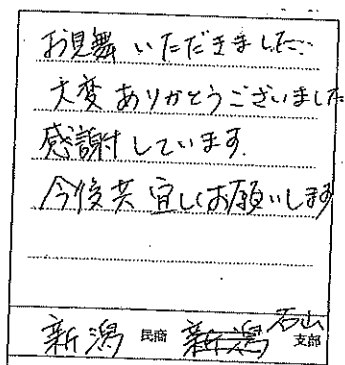 お見舞いただきました…
大変ありがとうございました
感謝しています.
今後共宜しくお願いします
新潟 民商 新潟 石山 支部